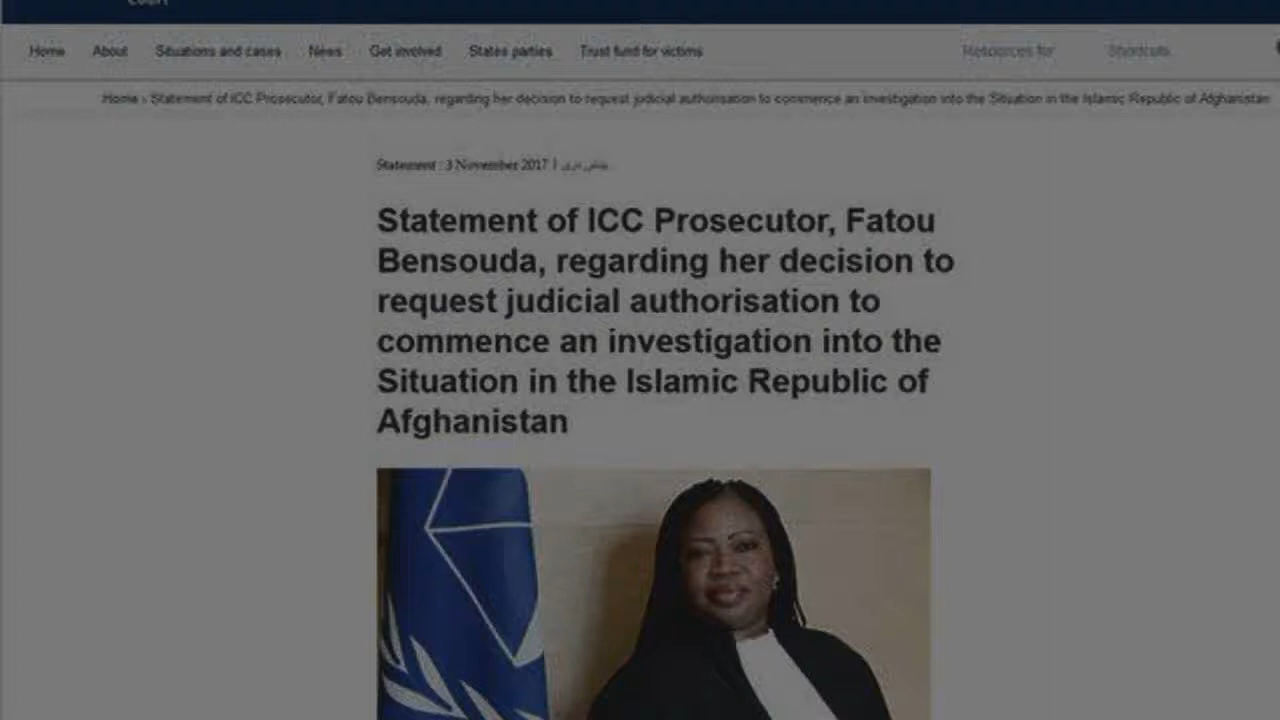 Court
Home About Situations and cases News Get involved States parties Trust fund for victims Resources for Shortcuts
Home › Statement of ICC Prosecutor, Fatou Bensouda, regarding her decision to request judicial authorisation to commence an investigation into the Situation in the Islamic Republic of Afghanistan
Statement : 3 November 2017 |
Statement of ICC Prosecutor, Fatou
Bensouda, regarding her decision to
request judicial authorisation to
commence an investigation into the
Situation in the Islamic Republic of
Afghanistan